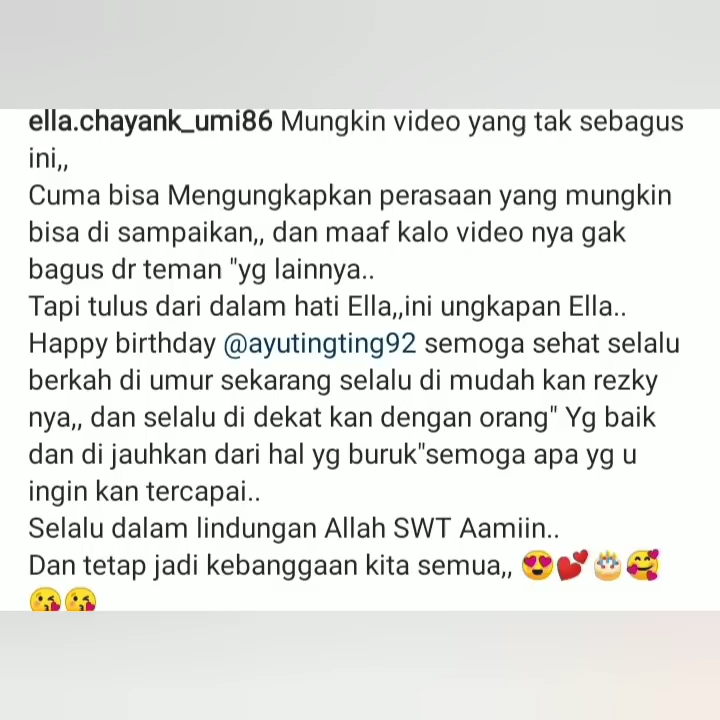 ella.chayank_umi86 Mungkin video yang tak sebagus
ini,,
Cuma bisa Mengungkapkan perasaan yang mungkin
bisa di sampaikan,, dan maaf kalo video nya gak
bagus dr teman "yg lainnya..
Tapi tulus dari dalam hati Ella,,ini ungkapan Ella..
Happy birthday @ayutingting92 semoga sehat selalu
berkah di umur sekarang selalu di mudah kan rezky
nya,, dan selalu di dekat kan dengan orang" Yg baik
dan di jauhkan dari hal yg buruk"semoga apa yg u
ingin kan tercapai..
Selalu dalam lindungan Allah SWT Aamiin..
Dan tetap jadi kebanggaan kita semua,, 😍💕🎂🥰
😘😘